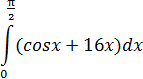 ∫₀^(π/2) (cosx + 16x)dx